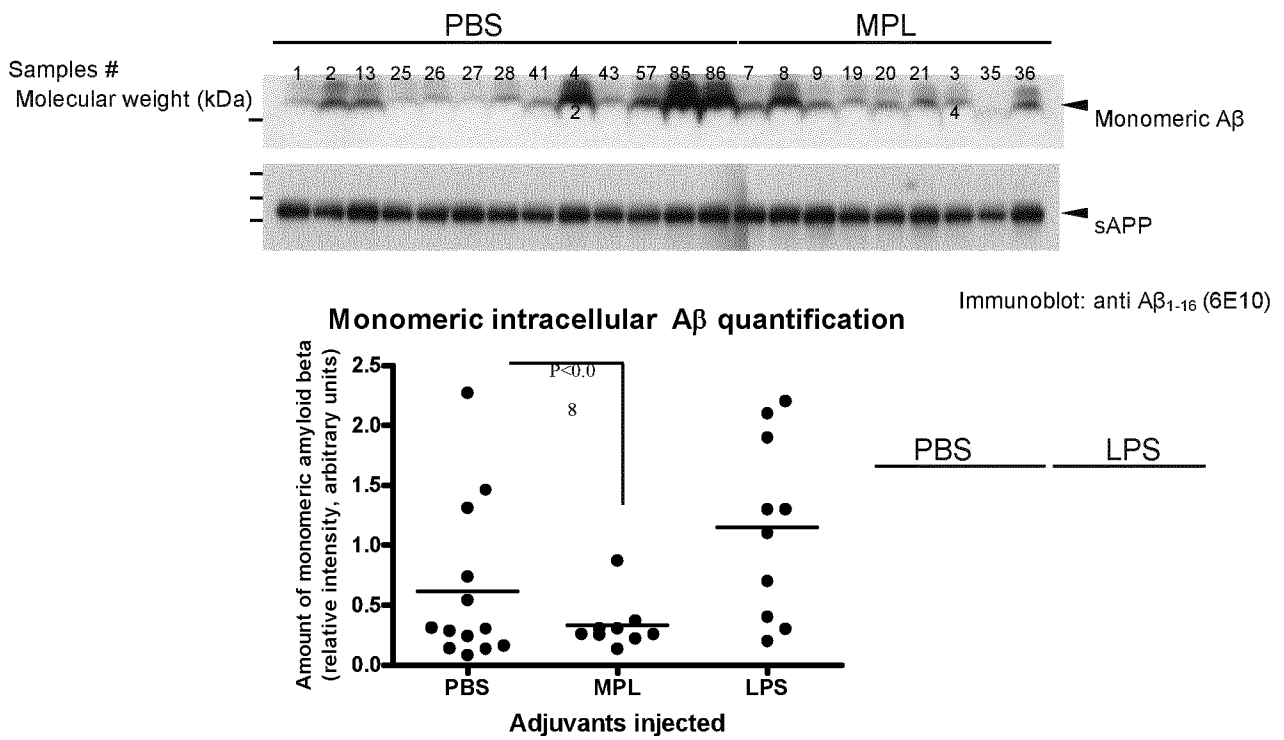 PBS MPL
Samples # 1 2 13 25 26 27 28 41 4 43 57 85 86 7 8 9 19 20 21 3 35 36
Molecular weight (kDa)
2 4
Monomeric Aβ
sAPP
Immunoblot: anti Aβ1-16 (6E10)
Monomeric intracellular Aβ quantification
Amount of monomeric amyloid beta
(relative intensity, arbitrary units)
2.5
P<0.0
8
2.0
1.5
1.0
0.5
0.0
PBS LPS
PBS MPL LPS
Adjuvants injected